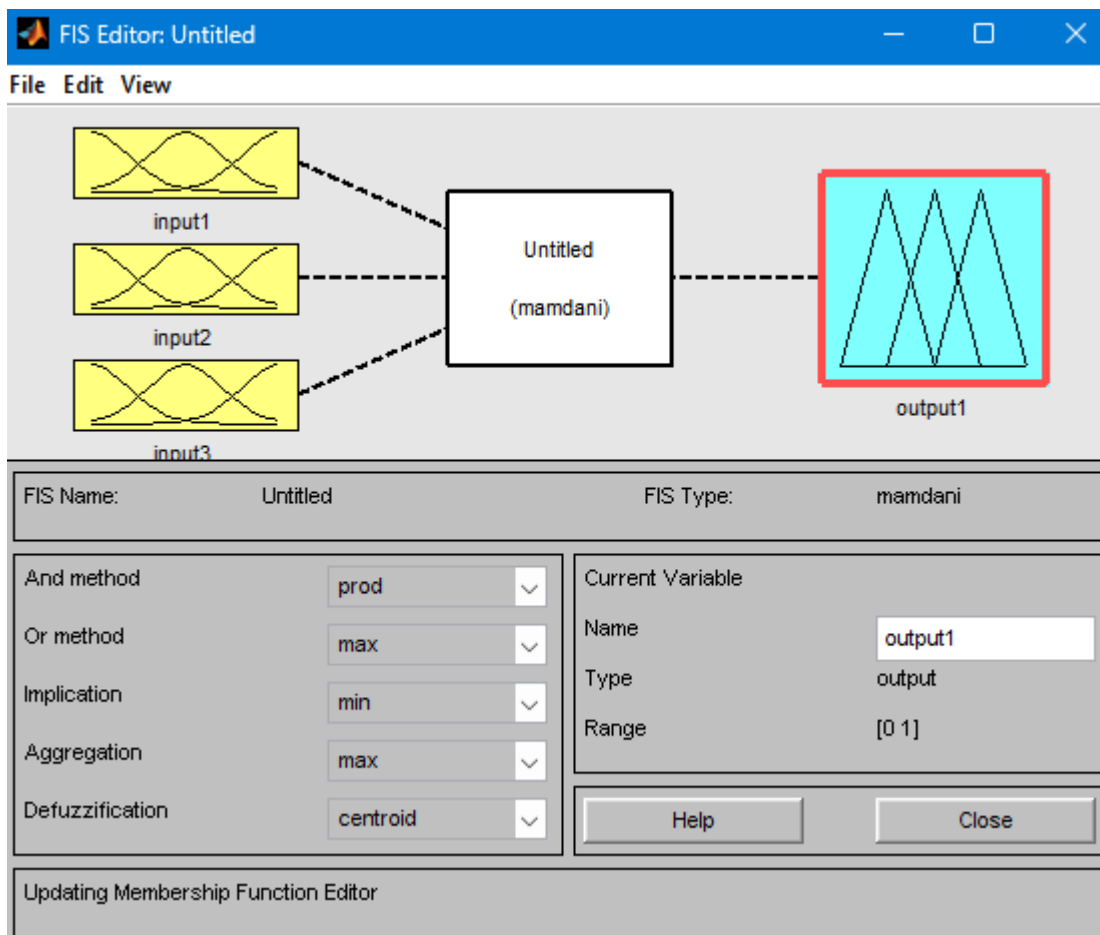 FIS Editor: Untitled
File Edit View
input1
input2
input3
Untitled
(mamdani)
output1
FIS Name: Untitled FIS Type: mamdani
And method prod
Or method max
Implication min
Aggregation max
Defuzzification centroid
Current Variable
Name output1
Type output
Range [0 1]
Help Close
Updating Membership Function Editor